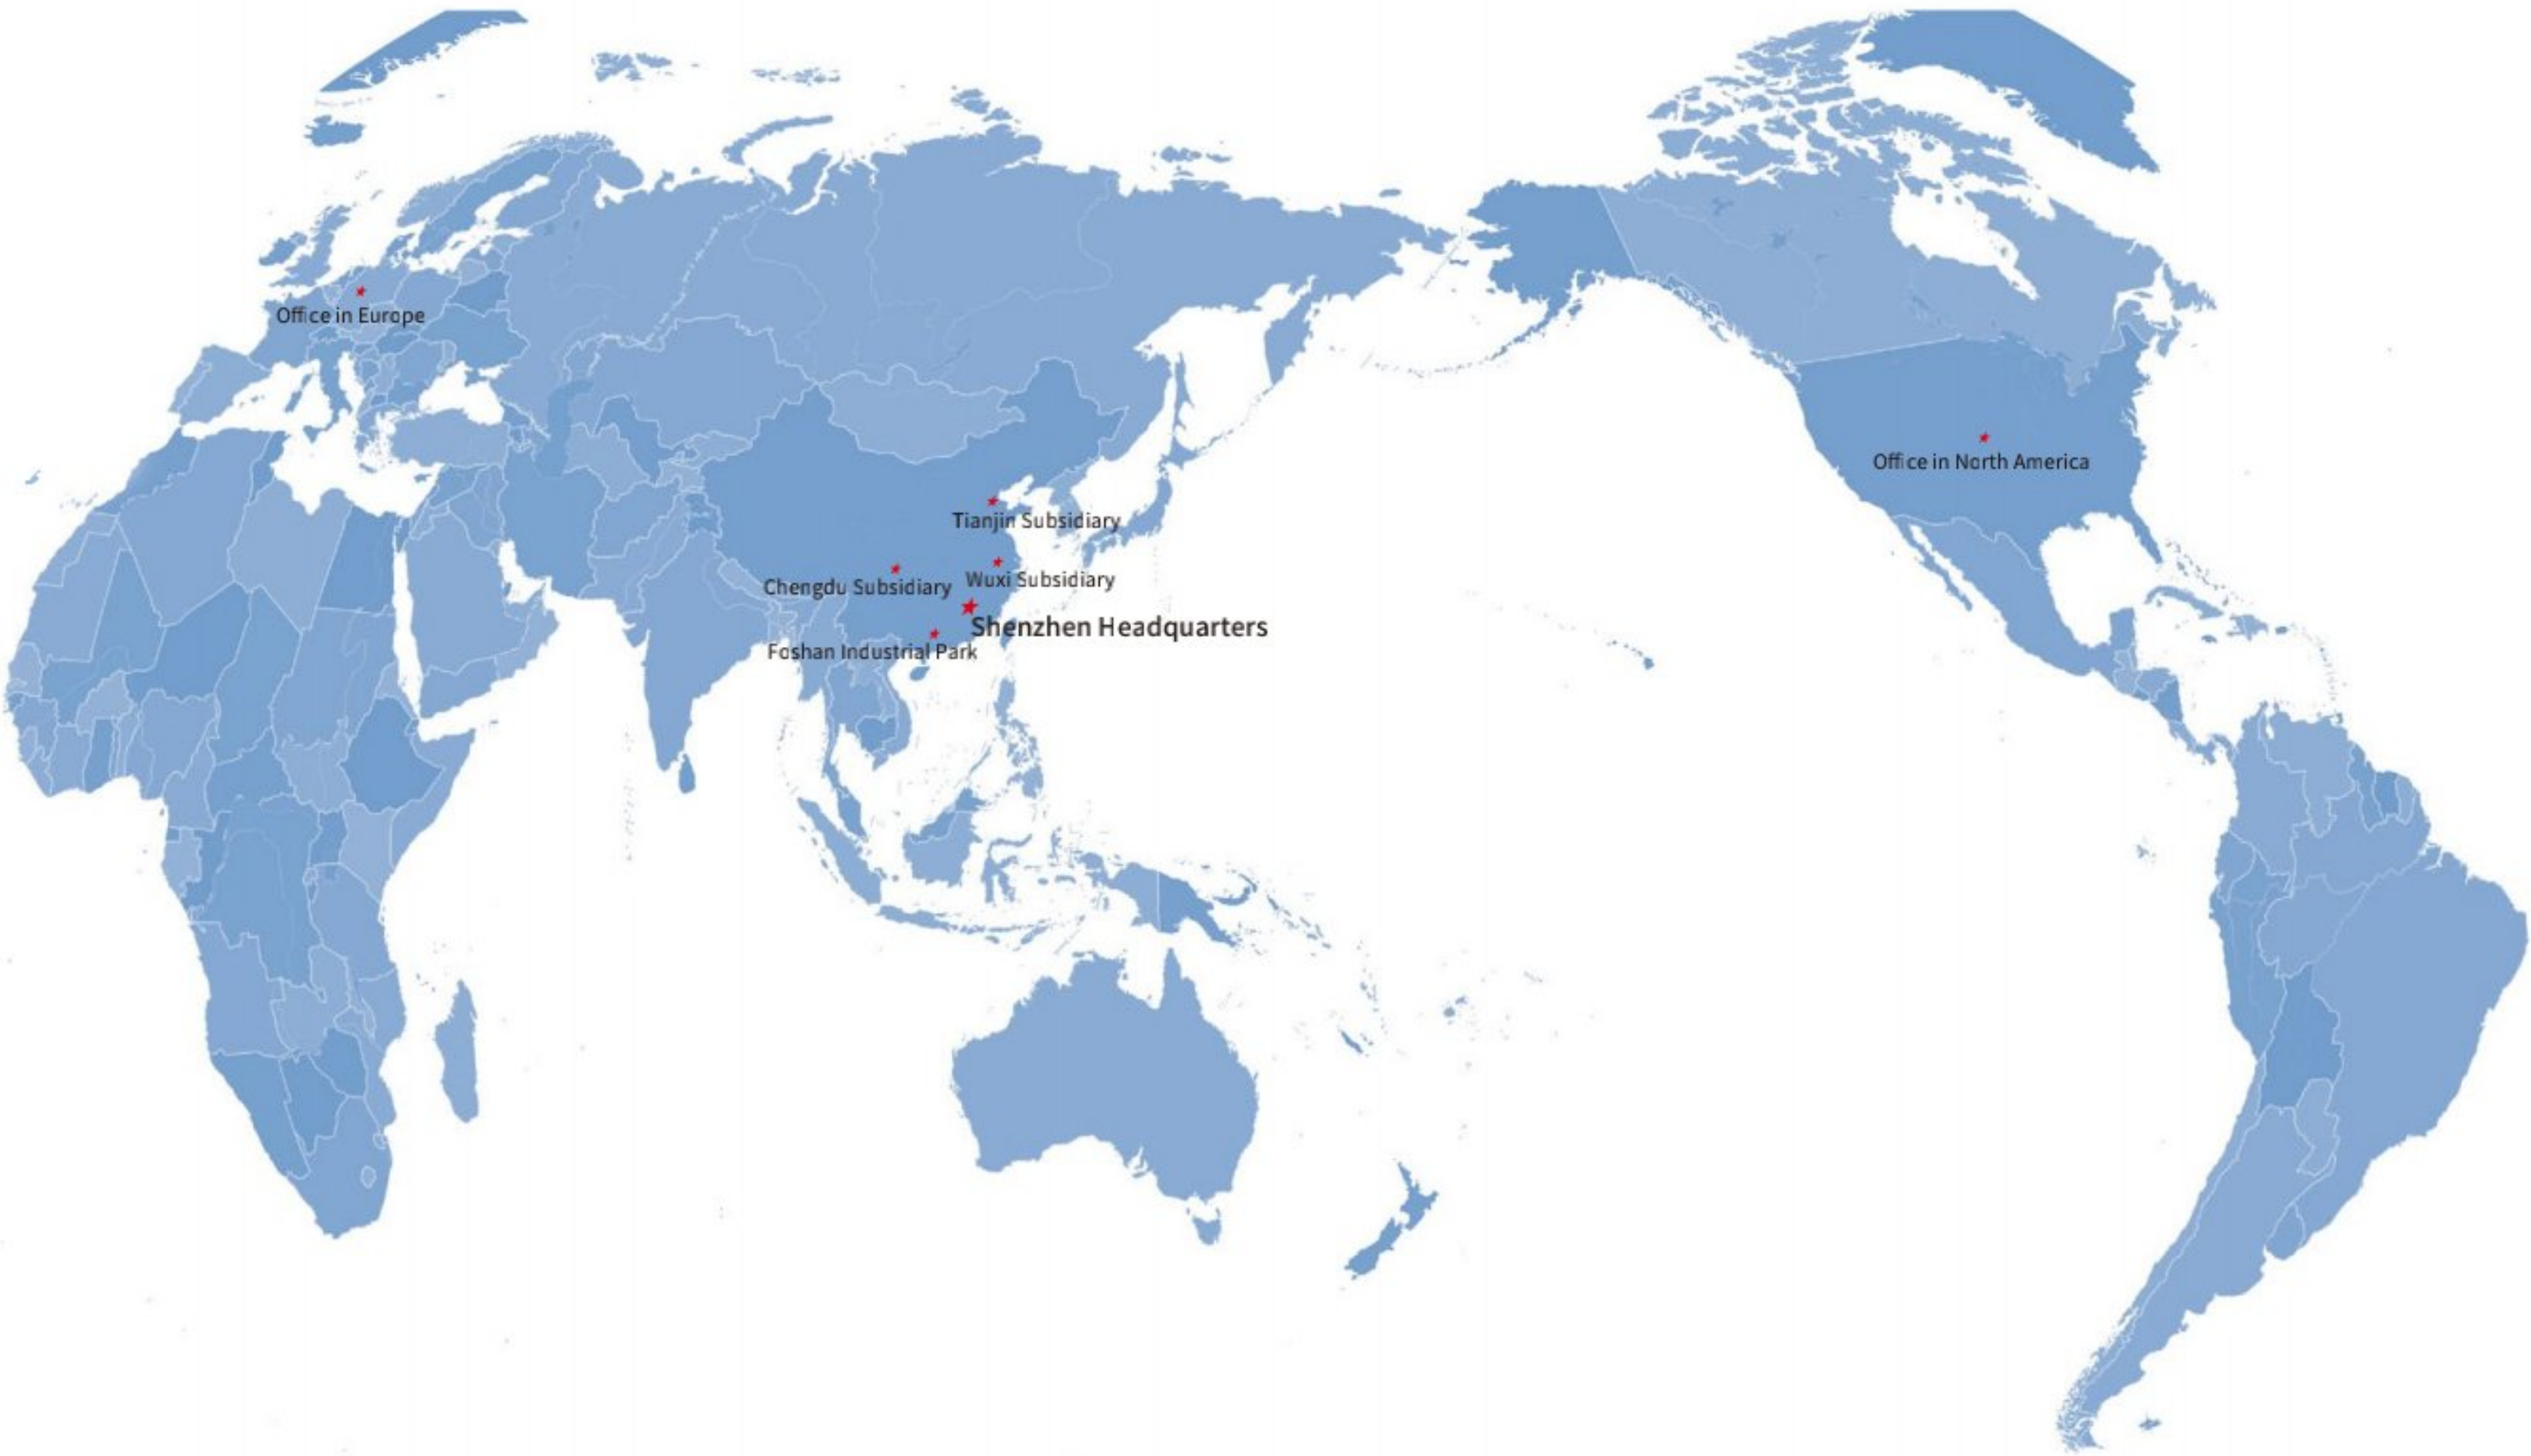 Office in Europe
Office in North America
Tianjin Subsidiary
Chengdu Subsidiary
Wuxi Subsidiary
Shenzhen Headquarters
Foshan Industrial Park